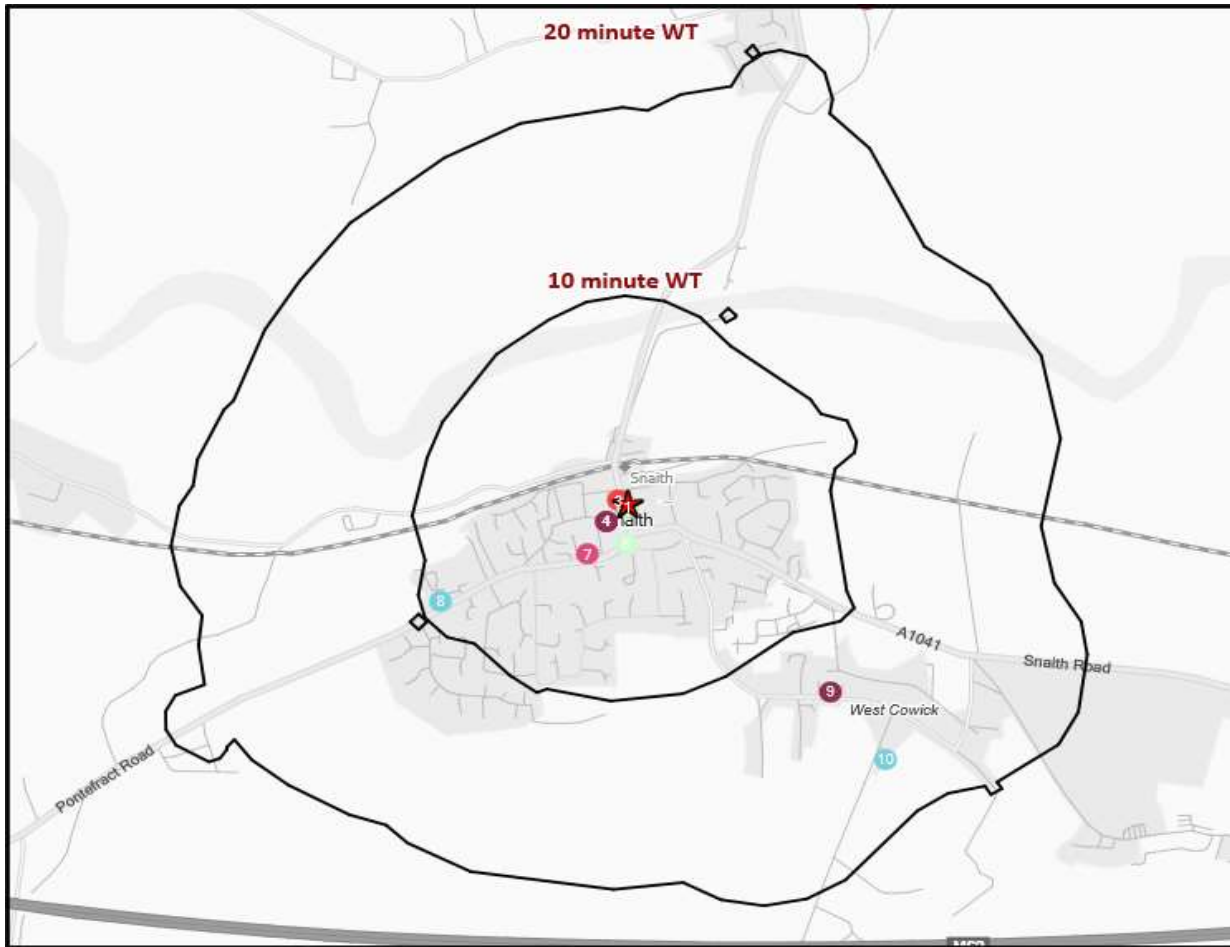 20 minute WT
10 minute WT
Snaith
4
7
8
A1041
Snaith Road
9
West Cowick
10
Pontefract Road